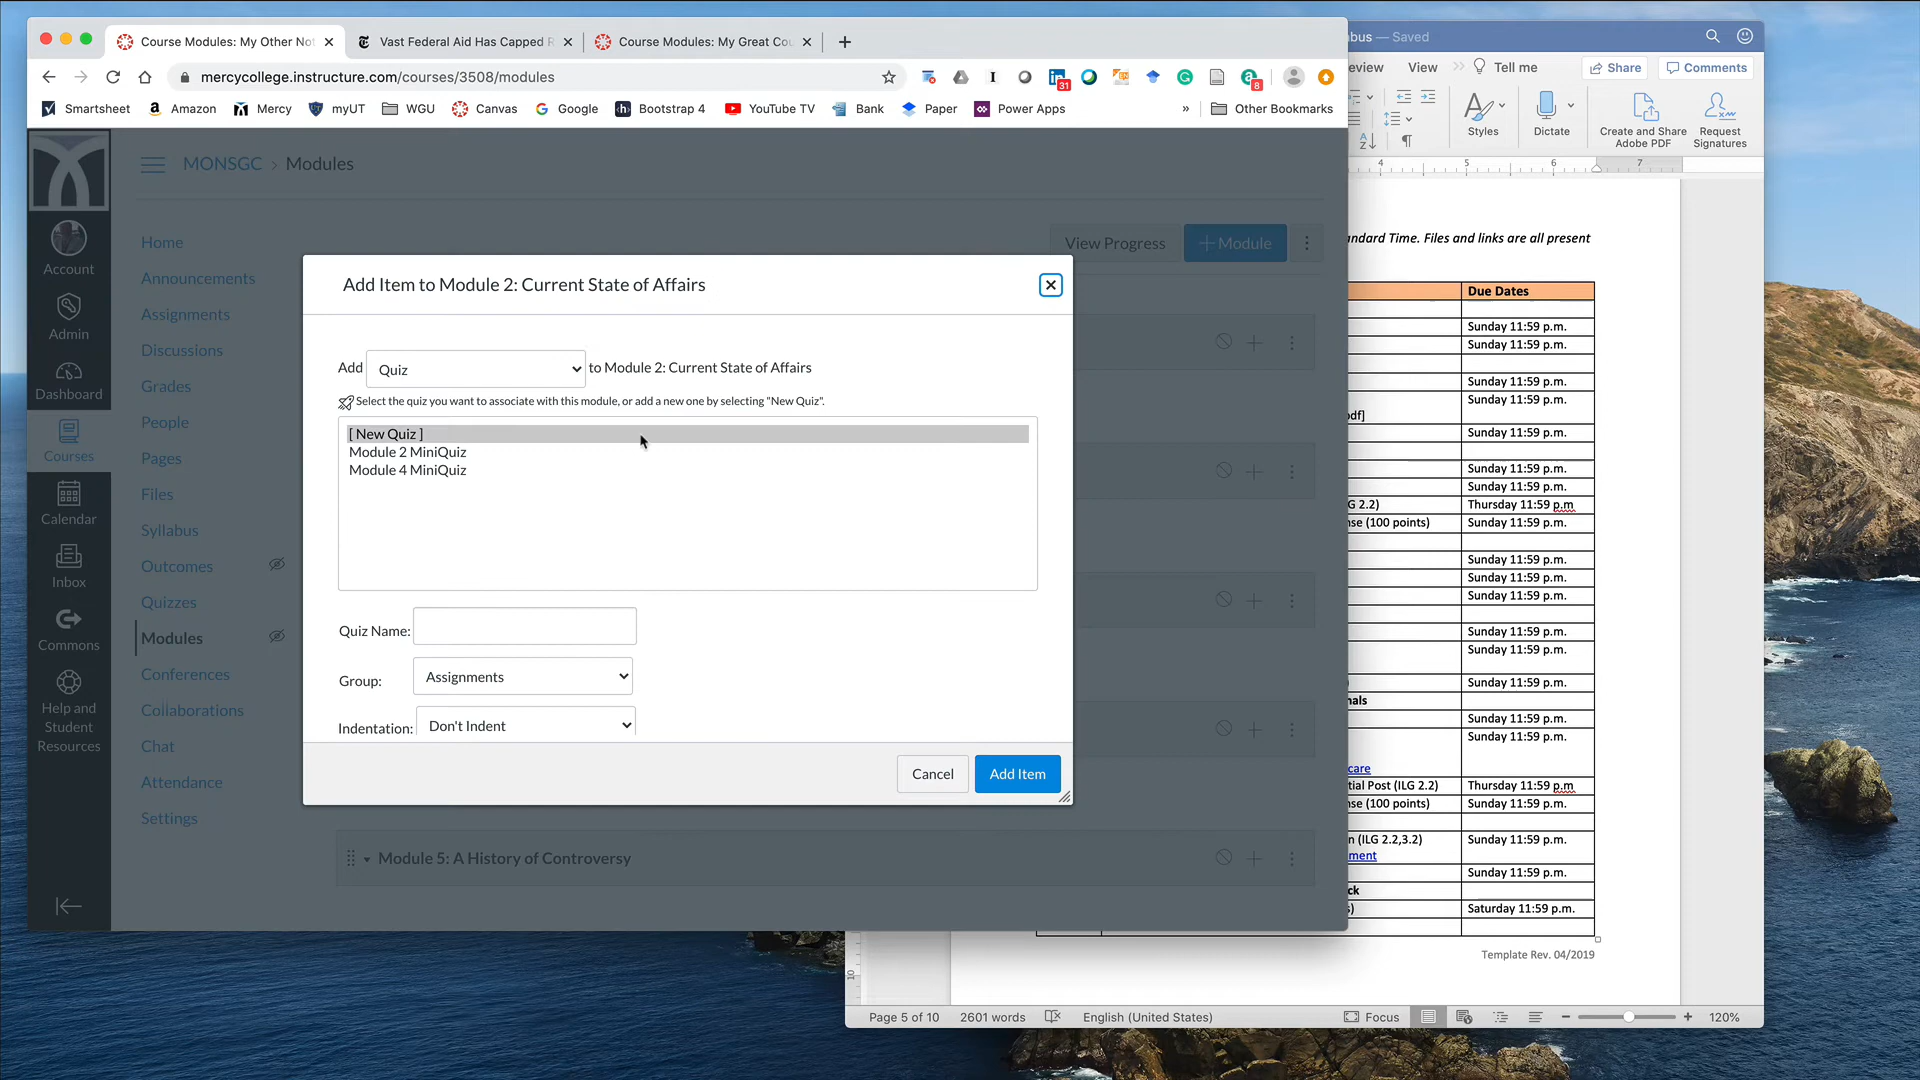 Course Modules: My Other Not
Vast Federal Aid Has Capped R
Course Modules: My Great Cou
mercycollege.instructure.com/courses/3508/modules
31
8
Smartsheet
Amazon
Mercy
myUT
WGU
Canvas
Google
Bootstrap 4
YouTube TV
Bank
Paper
Power Apps
»
Other Bookmarks
MONSGC › Modules
Account
Admin
Dashboard
Courses
Calendar
Inbox
Commons
Help and
Student
Resources
Home
Announcements
Assignments
Discussions
Grades
People
Pages
Files
Syllabus
Outcomes
Quizzes
Modules
Conferences
Collaborations
Chat
Attendance
Settings
View Progress
+ Module
Add Item to Module 2: Current State of Affairs
Add Quiz to Module 2: Current State of Affairs
Select the quiz you want to associate with this module, or add a new one by selecting "New Quiz".
[ New Quiz ]
Module 2 MiniQuiz
Module 4 MiniQuiz
Quiz Name:
Group: Assignments
Indentation: Don't Indent
Cancel
Add Item
Module 5: A History of Controversy
bus — Saved
eview
View
Tell me
Share
Comments
Styles
Dictate
Create and Share
Adobe PDF
Request
Signatures
4 5 6 7
andard Time. Files and links are all present
Due Dates
Sunday 11:59 p.m.
Sunday 11:59 p.m.
Sunday 11:59 p.m.
Sunday 11:59 p.m.
odf]
Sunday 11:59 p.m.
Sunday 11:59 p.m.
Sunday 11:59 p.m.
G 2.2) Thursday 11:59 p.m
nse (100 points) Sunday 11:59 p.m.
Sunday 11:59 p.m.
Sunday 11:59 p.m.
Sunday 11:59 p.m.
Sunday 11:59 p.m.
Sunday 11:59 p.m.
) Sunday 11:59 p.m.
nals
Sunday 11:59 p.m.
Sunday 11:59 p.m.
care
tial Post (ILG 2.2) Thursday 11:59 p.m
nse (100 points) Sunday 11:59 p.m.
n (ILG 2.2,3.2) Sunday 11:59 p.m.
ment
Sunday 11:59 p.m.
ck
s) Saturday 11:59 p.m.
Template Rev. 04/2019
10
Page 5 of 10
2601 words
English (United States)
Focus
120%